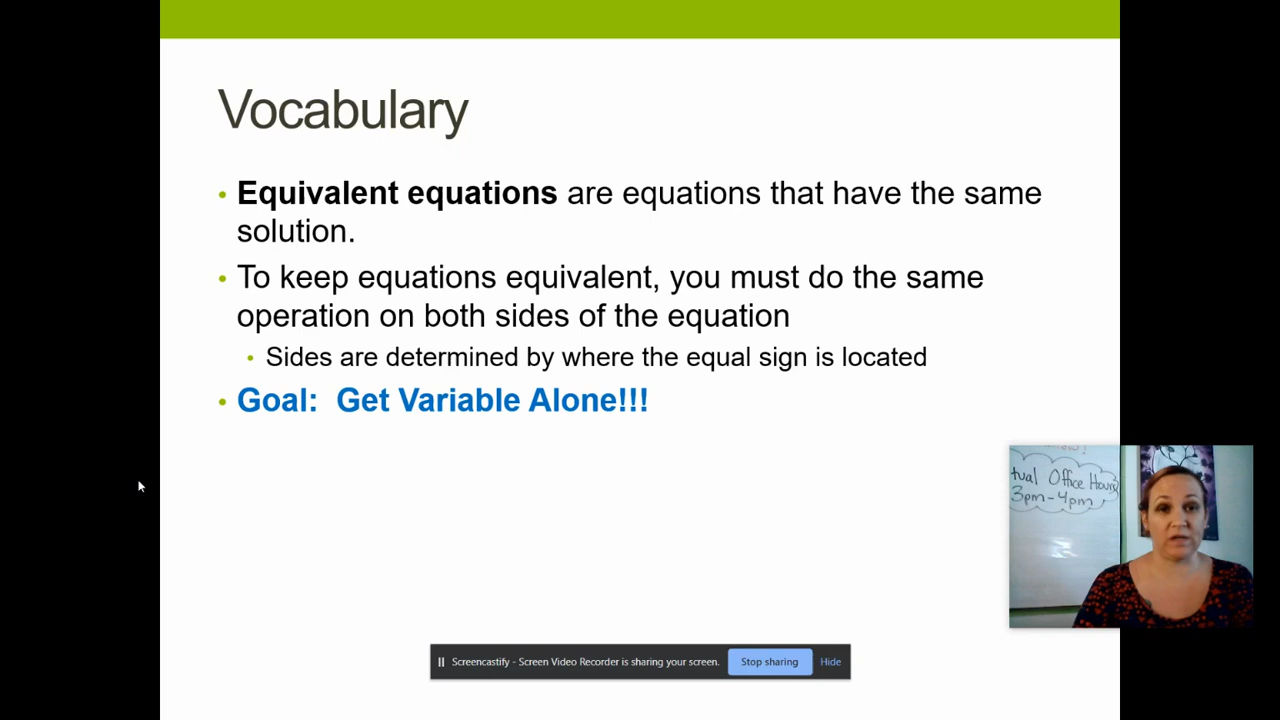 Vocabulary
• Equivalent equations are equations that have the same
solution.
• To keep equations equivalent, you must do the same
operation on both sides of the equation
• Sides are determined by where the equal sign is located
• Goal: Get Variable Alone!!!
tual Office Hours
3pm-4pm
Screencastify - Screen Video Recorder is sharing your screen.
Stop sharing
Hide